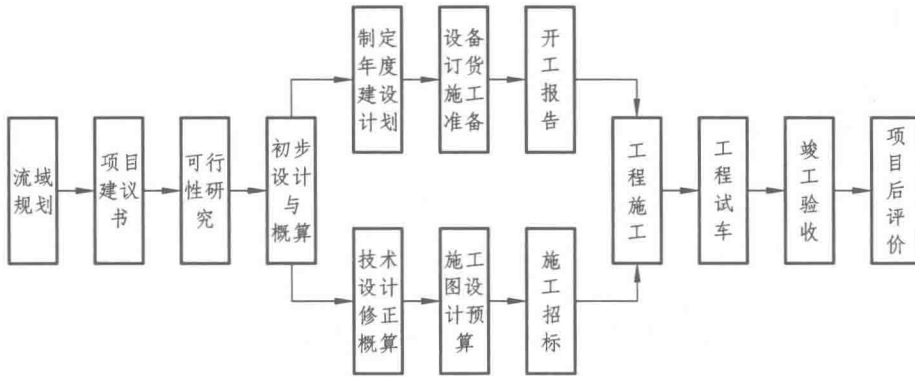 流域
规划
项目
建议
书
可行
性研
究
初步
设计
与
概算
制定
年度
建设
计划
设备
订货
施工
准备
开
工
报
告
技术
设计
修正
概算
施工
图设
计预
算
施
工
招
标
工
程
施
工
工
程
试
车
竣
工
验
收
项
目
后
评
价